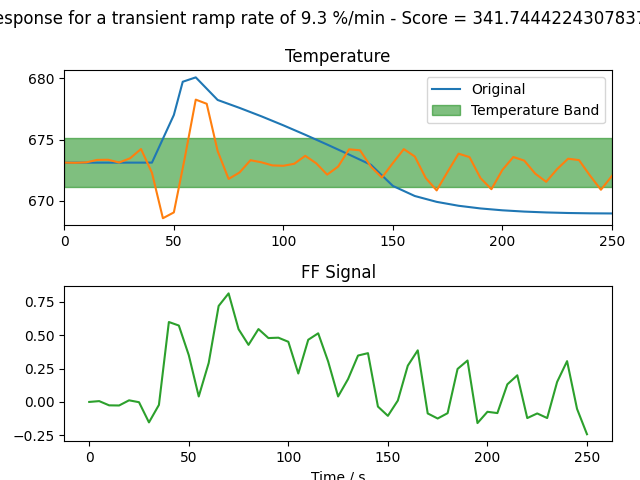 esponse for a transient ramp rate of 9.3 %/min - Score = 341.7444224307837
Temperature
680
675
670
Original
Temperature Band
0 50 100 150 200 250
FF Signal
0.75
0.50
0.25
0.00
−0.25
0 50 100 150 200 250
Time / s